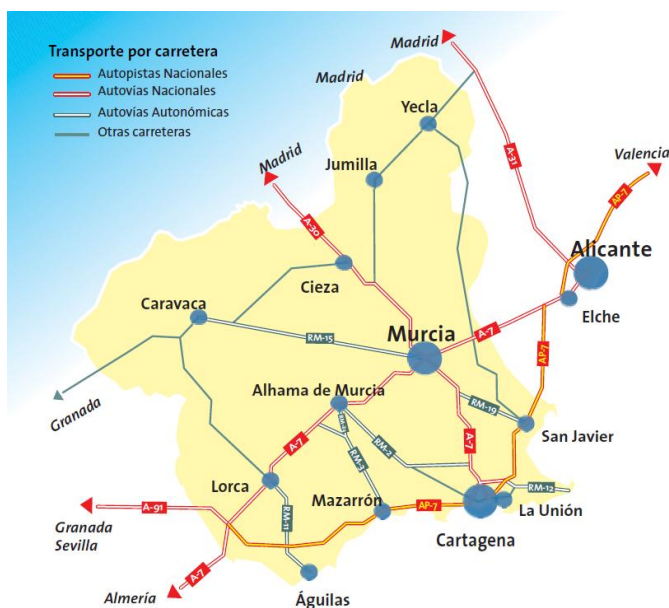 Transporte por carretera
Autopistas Nacionales
Autovías Nacionales
Autovías Autonómicas
Otras carreteras
Madrid
Madrid
Yecla
A-31
Valencia
Jumilla
Madrid
AP-7
A-30
Alicante
Cieza
Elche
Caravaca
Murcia
A-7
RM-15
AP-7
Granada
Alhama de Murcia
RM-19
San Javier
A-7
RM-2
A-7
RM-3
Lorca
RM-12
Mazarrón
La Unión
A-91
AP-7
RM-11
Granada
Sevilla
Cartagena
A-7
Almería
Águilas